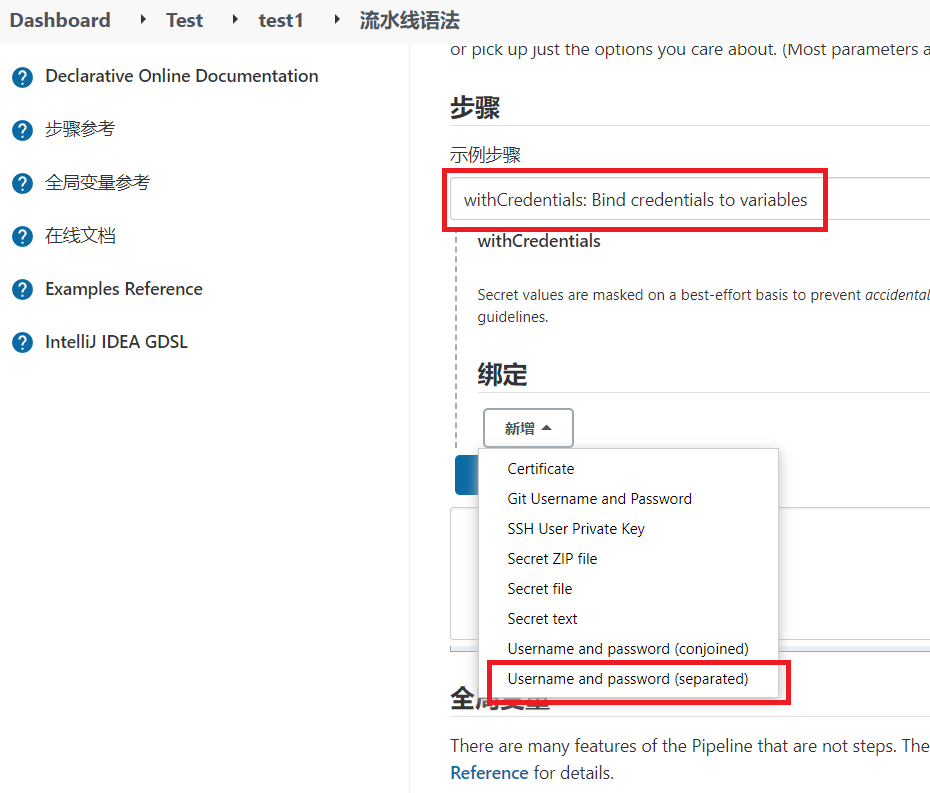 Dashboard Test test1 流水线语法
Declarative Online Documentation
步骤参考
全局变量参考
在线文档
Examples Reference
IntelliJ IDEA GDSL
or pick up just the options you care about. (Most parameters a
步骤
示例步骤
withCredentials: Bind credentials to variables
withCredentials
Secret values are masked on a best-effort basis to prevent accidental
guidelines.
绑定
新增
Certificate
Git Username and Password
SSH User Private Key
Secret ZIP file
Secret file
Secret text
Username and password (conjoined)
Username and password (separated)
全局变量
There are many features of the Pipeline that are not steps. The
Reference for details.